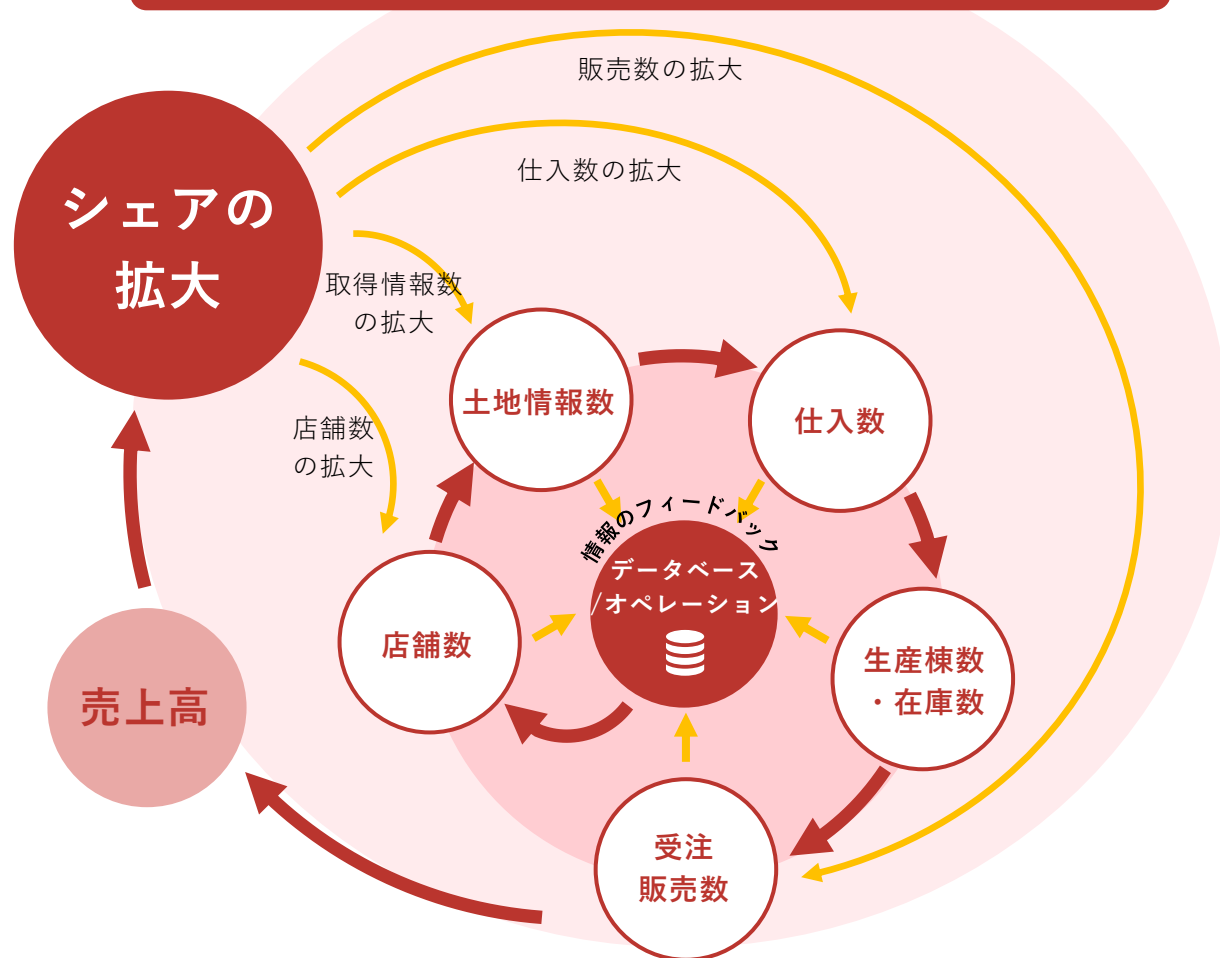 販売数の拡大
仕入数の拡大
シェアの
拡大
取得情報数
の拡大
土地情報数
仕入数
店舗数
の拡大
情報のフィードバック
データベース
/オペレーション
店舗数
生産棟数
・在庫数
売上高
受注
販売数